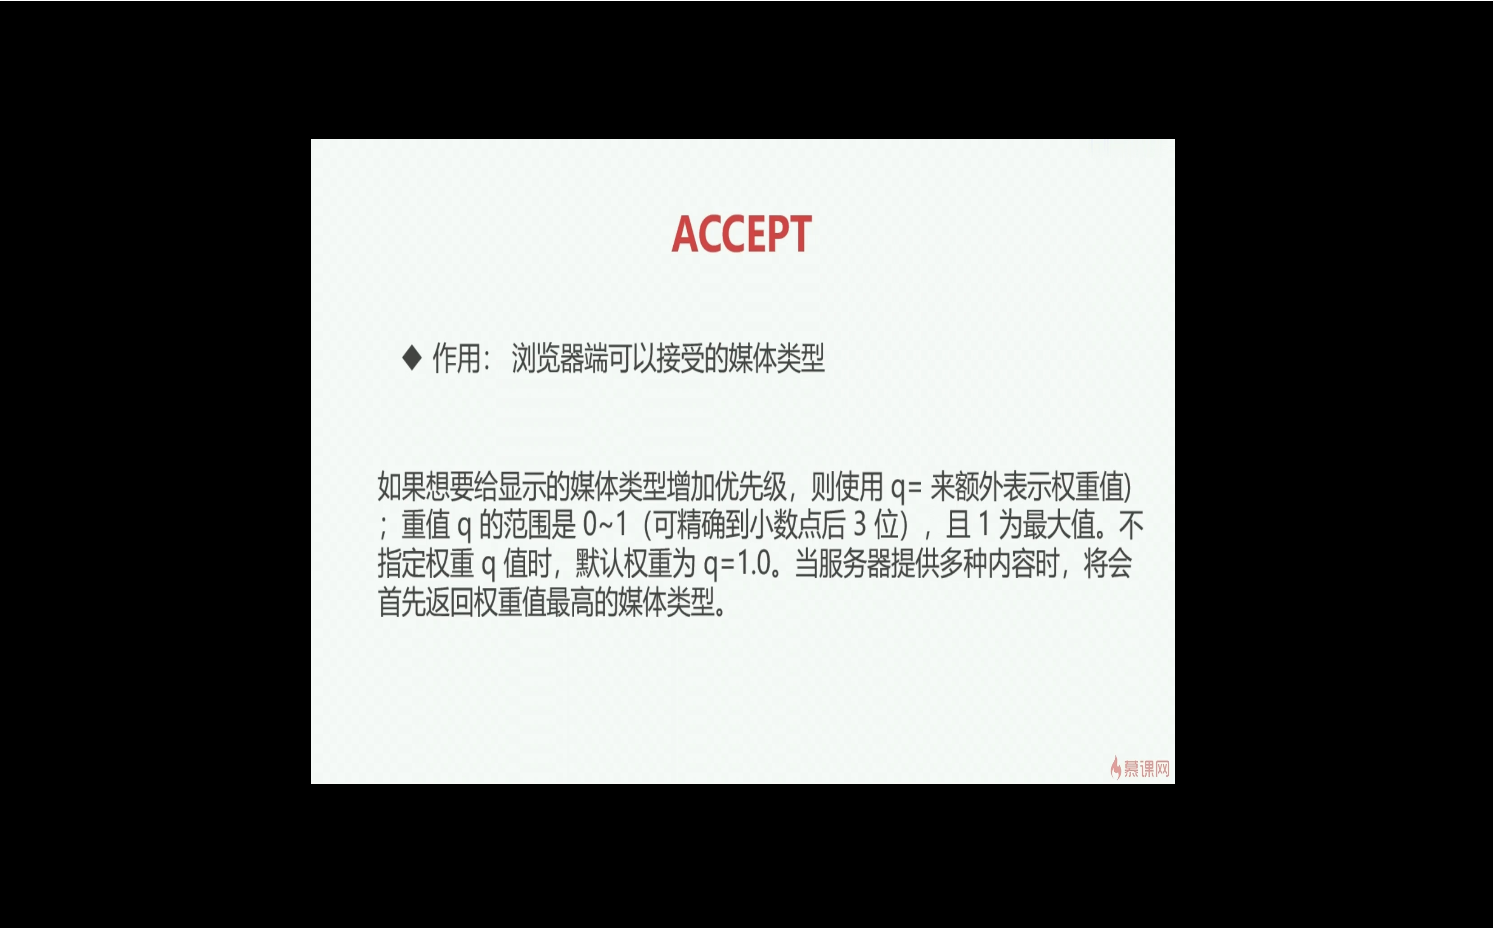 ACCEPT
◆ 作用： 浏览器端可以接受的媒体类型
如果想要给显示的媒体类型增加优先级，则使用 q= 来额外表示权重值)
；重值 q 的范围是 0~1（可精确到小数点后 3 位），且 1 为最大值。不
指定权重 q 值时，默认权重为 q=1.0。当服务器提供多种内容时，将会
首先返回权重值最高的媒体类型。
慕课网